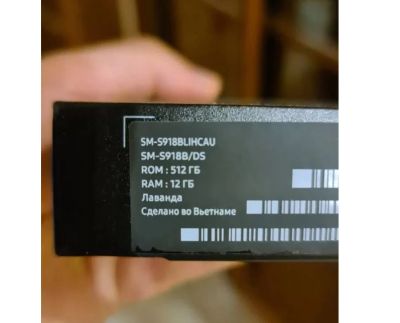 SM-S918BLIHCAU
SM-S918B/DS
ROM : 512 ГБ
RAM : 12 ГБ
Лаванда
Сделано во Вьетнаме